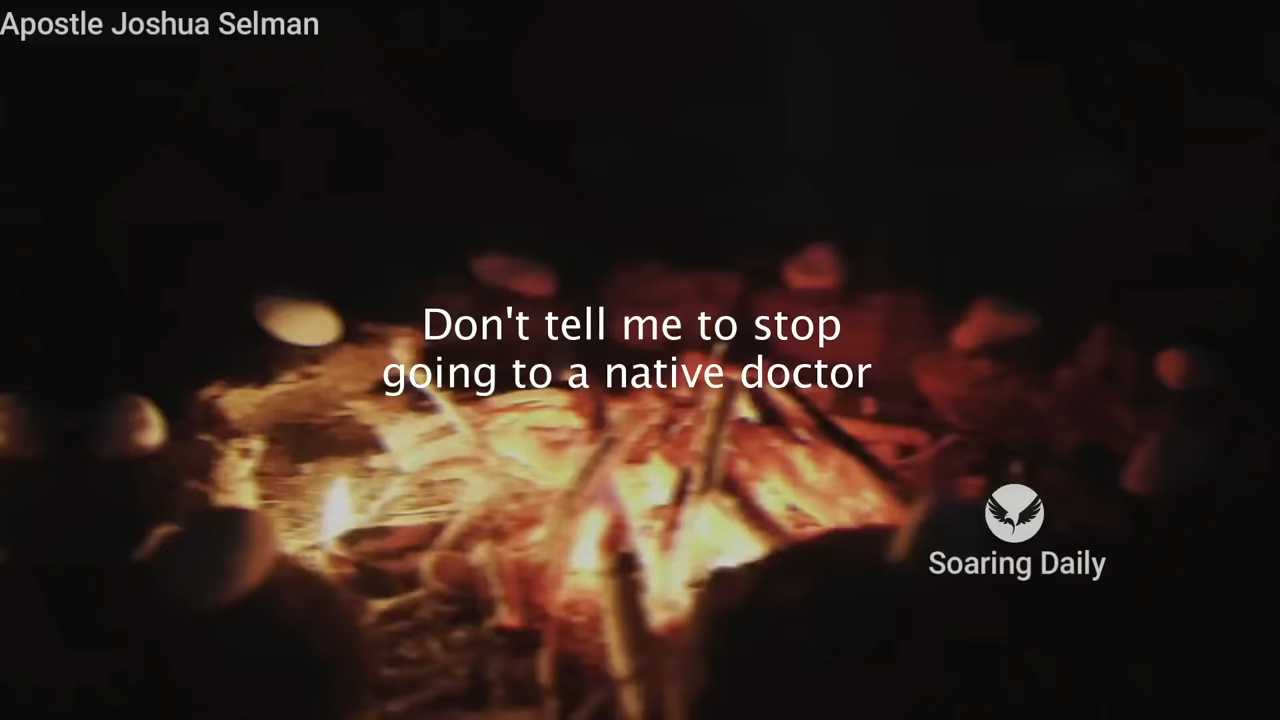 Apostle Joshua Selman
Don't tell me to stop
going to a native doctor
Soaring Daily